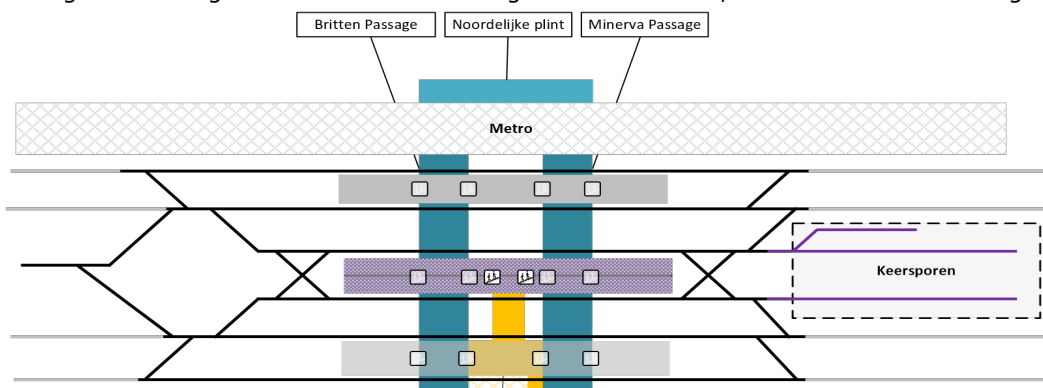 Britten Passage
Noordelijke plint
Minerva Passage
Metro
Keersporen